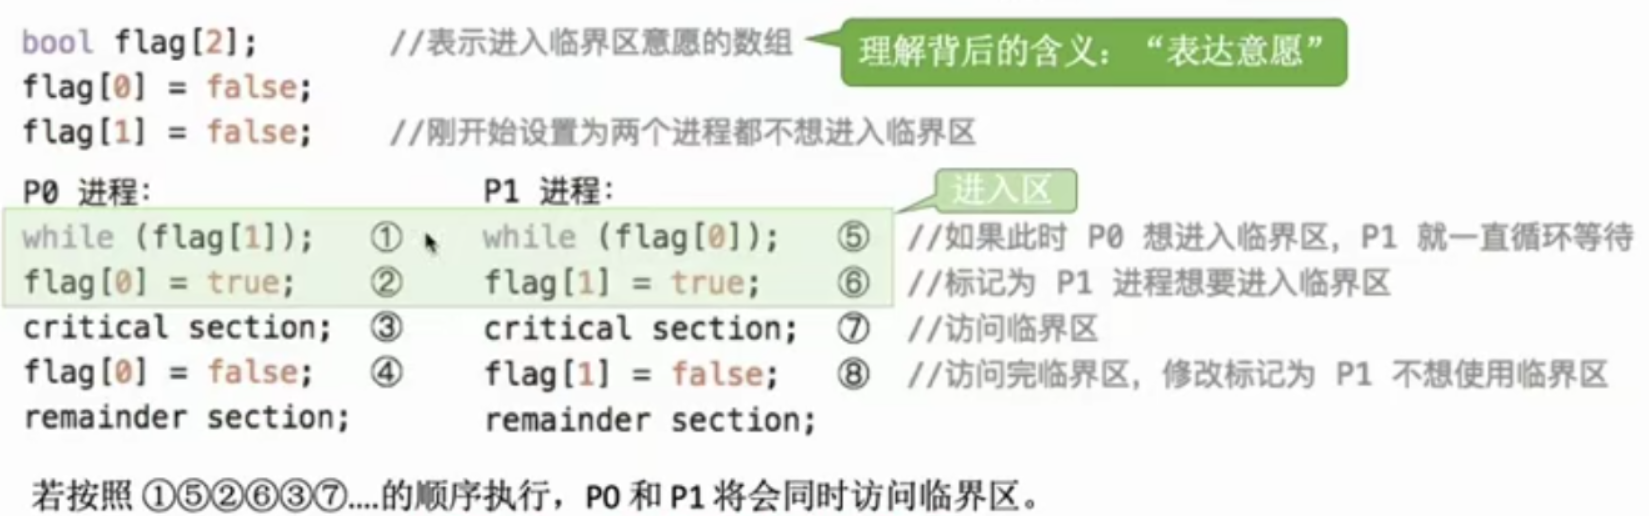 bool flag[2]; //表示进入临界区意愿的数组 理解背后的含义：“表达意愿”
flag[0] = false;
flag[1] = false; //刚开始设置为两个进程都不想进入临界区
P0 进程: P1 进程: 进入区
while (flag[1]); ① while (flag[0]); ⑤ //如果此时 P0 想进入临界区，P1 就一直循环等待
flag[0] = true; ② flag[1] = true; ⑥ //标记为 P1 进程想要进入临界区
critical section; ③ critical section; ⑦ //访问临界区
flag[0] = false; ④ flag[1] = false; ⑧ //访问完临界区，修改标记为 P1 不想使用临界区
remainder section; remainder section;
若按照 ①⑤②⑥③⑦....的顺序执行，P0 和 P1 将会同时访问临界区。